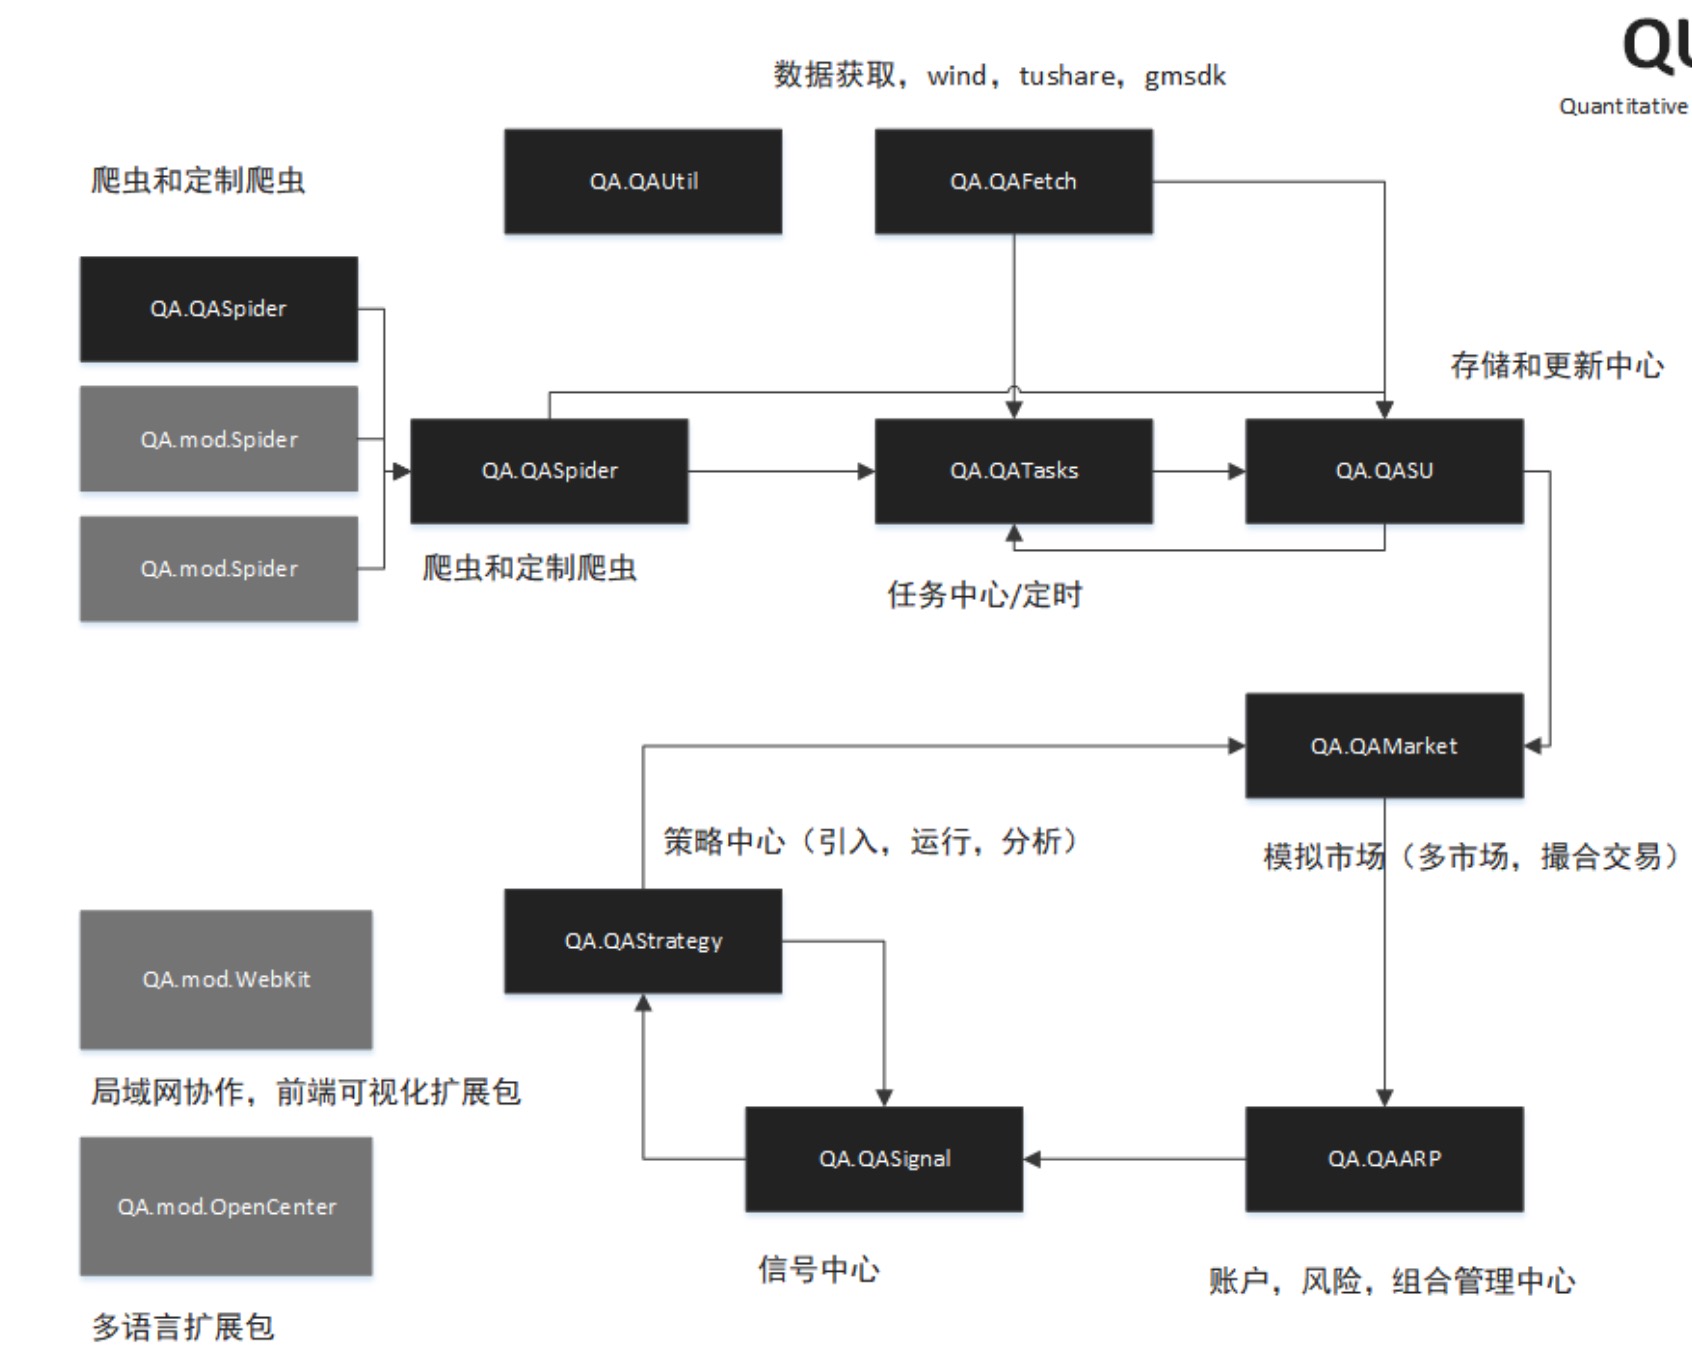 QU
Quantitative
数据获取，wind，tushare，gmsdk
爬虫和定制爬虫
QA.QAUtil
QA.QAFetch
QA.QASpider
存储和更新中心
QA.mod.Spider
QA.QASpider
QA.QATasks
QA.QASU
QA.mod.Spider
爬虫和定制爬虫
任务中心/定时
QA.QAMarket
策略中心（引入，运行，分析）
模拟市场（多市场，撮合交易）
QA.QAStrategy
QA.mod.WebKit
局域网协作，前端可视化扩展包
QA.QASignal
QA.QAARP
QA.mod.OpenCenter
信号中心
账户，风险，组合管理中心
多语言扩展包